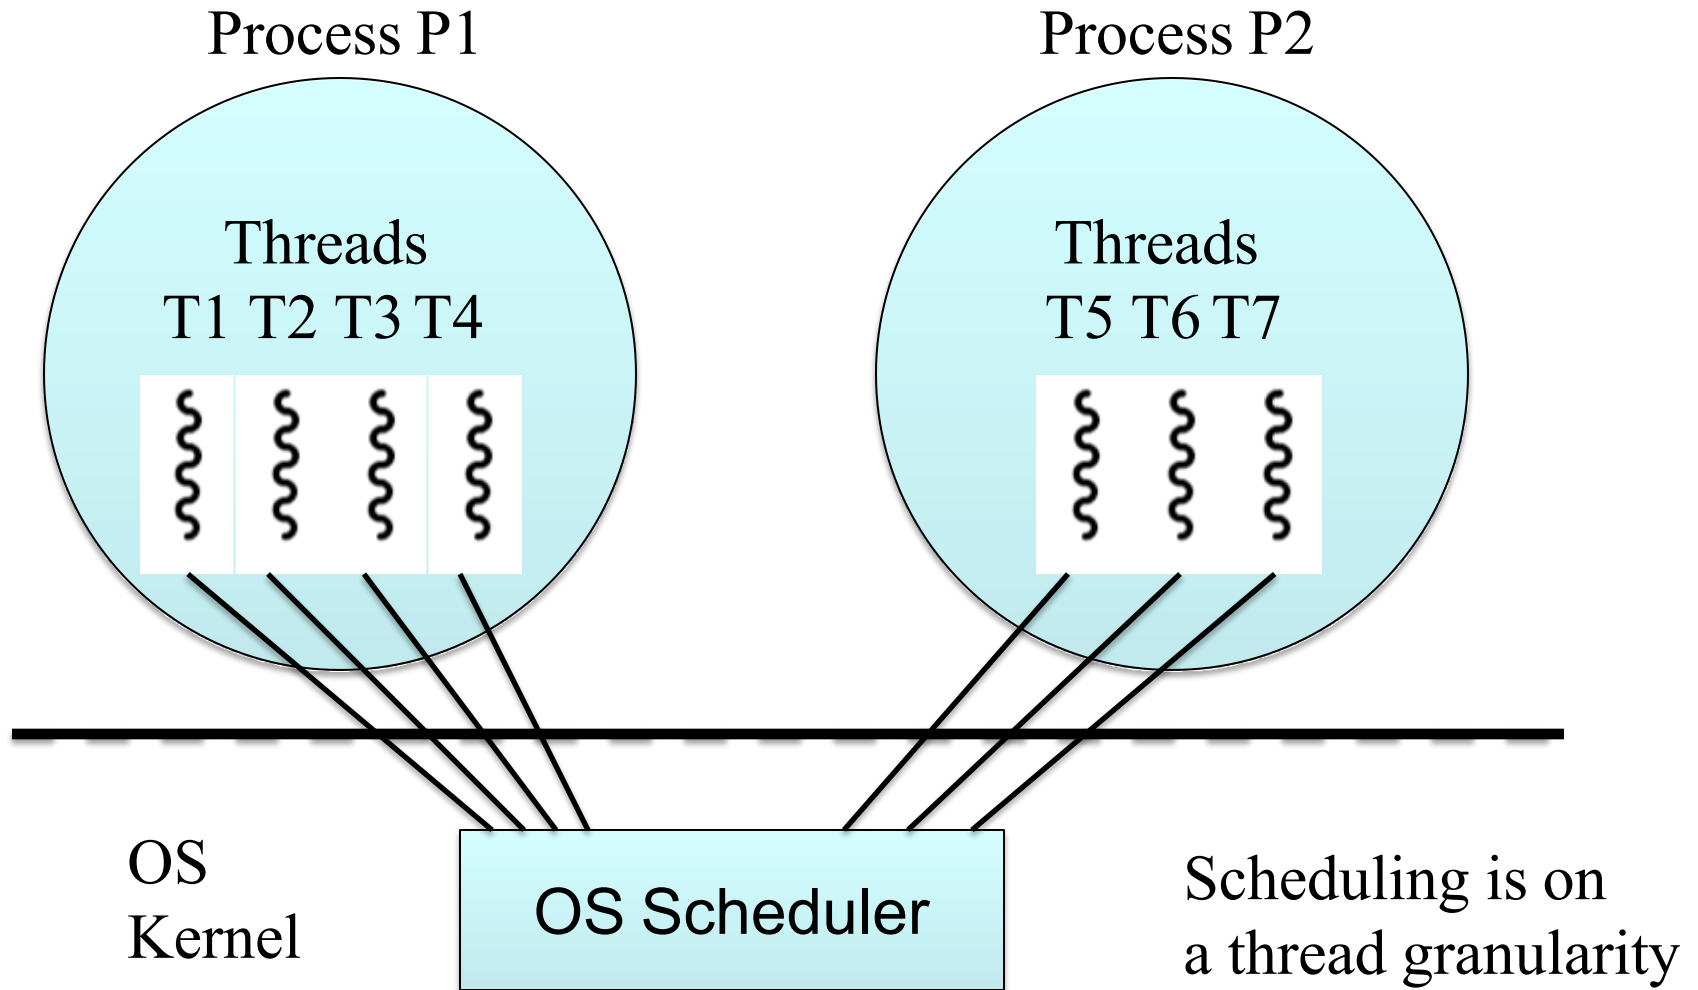 Process P1
Threads
T1 T2 T3 T4
Process P2
Threads
T5 T6 T7
OS
Kernel
OS Scheduler
Scheduling is on
a thread granularity